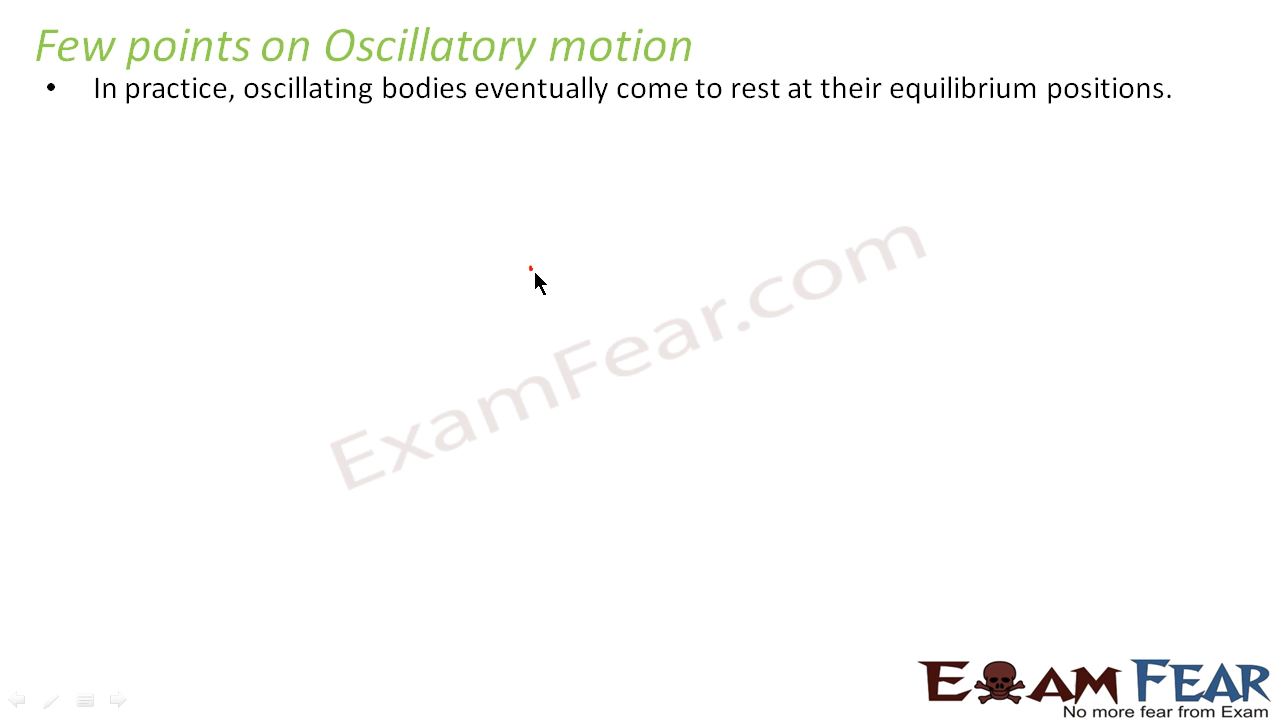 Few points on Oscillatory motion
• In practice, oscillating bodies eventually come to rest at their equilibrium positions.
ExamFear.com
EXAM FEAR
No more fear from Exam